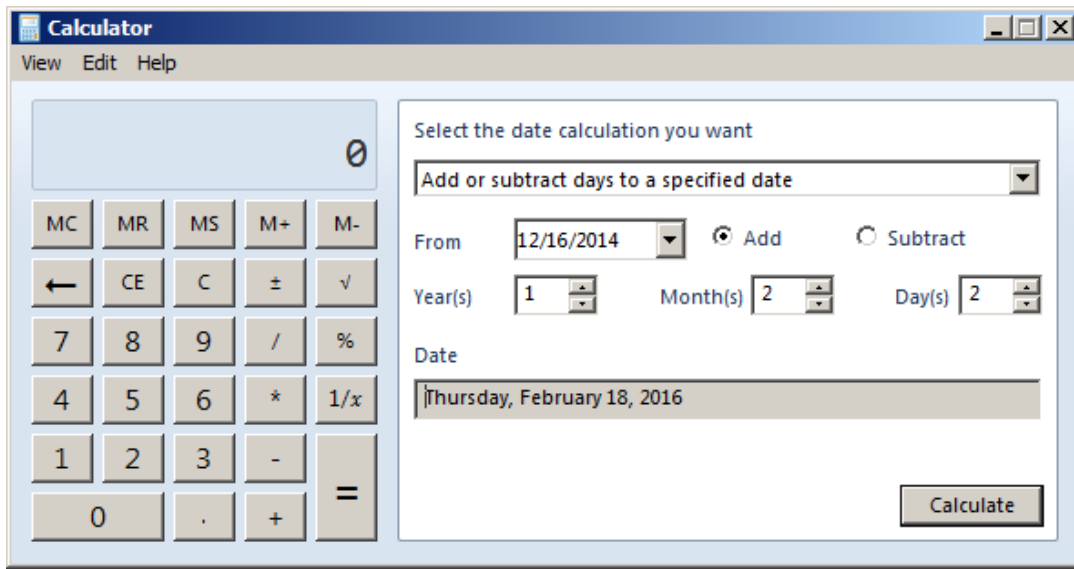 Calculator
View Edit Help
0
MC MR MS M+ M-
← CE C ± √
7 8 9 / %
4 5 6 * 1/x
1 2 3 -
0 . + =
Select the date calculation you want
Add or subtract days to a specified date
From 12/16/2014 Add Subtract
Year(s) 1 Month(s) 2 Day(s) 2
Date
Thursday, February 18, 2016
Calculate